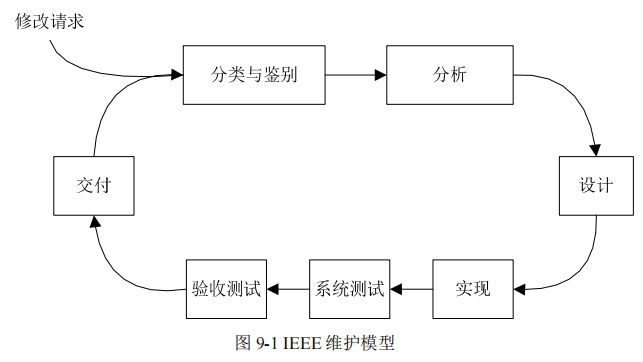 修改请求
分类与鉴别
分析
交付
设计
验收测试
系统测试
实现
图 9-1 IEEE 维护模型